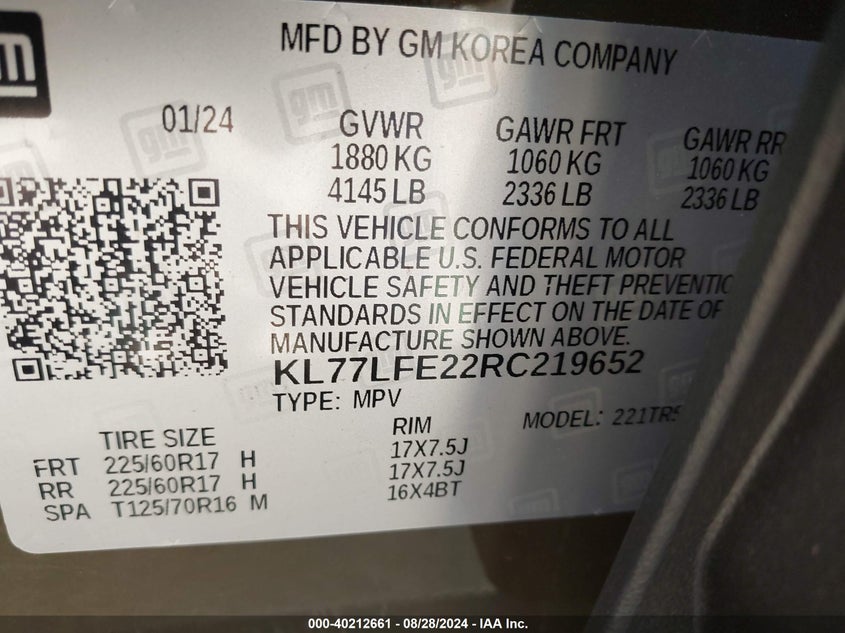 gm
MFD BY GM KOREA COMPANY
01/24
GVWR GAWR FRT GAWR RR
1880 KG 1060 KG 1060 KG
4145 LB 2336 LB 2336 LB
THIS VEHICLE CONFORMS TO ALL
APPLICABLE U.S. FEDERAL MOTOR
VEHICLE SAFETY AND THEFT PREVENTIO
STANDARDS IN EFFECT ON THE DATE OF
MANUFACTURE SHOWN ABOVE.
KL77LFE22RC219652
TYPE: MPV
MODEL: 221TR
TIRE SIZE RIM
FRT 225/60R17 H 17X7.5J
RR 225/60R17 H 17X7.5J
SPA T125/70R16 M 16X4BT
000-40212661 - 08/28/2024 - IAA Inc.